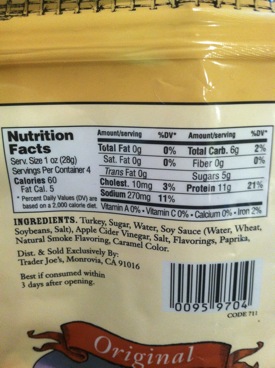 Nutrition
Facts
Serv. Size 1 oz (28g)
Servings Per Container 4
Calories 60
Fat Cal. 5
* Percent Daily Values (DV) are
based on a 2,000 calorie diet.
Amount/serving %DV* Amount/serving %DV*
Total Fat 0g 0% Total Carb. 6g 2%
Sat. Fat 0g 0% Fiber 0g 0%
Trans Fat 0g Sugars 5g
Cholest. 10mg 3% Protein 11g 21%
Sodium 270mg 11%
Vitamin A 0% • Vitamin C 0% • Calcium 0% • Iron 2%
INGREDIENTS. Turkey, Sugar, Water, Soy Sauce (Water, Wheat,
Soybeans, Salt), Apple Cider Vinegar, Salt, Flavorings, Paprika,
Natural Smoke Flavoring, Caramel Color.
Dist. & Sold Exclusively By:
Trader Joe's, Monrovia, CA 91016
Best if consumed within
3 days after opening.
0095 9704
CODE 711
Original